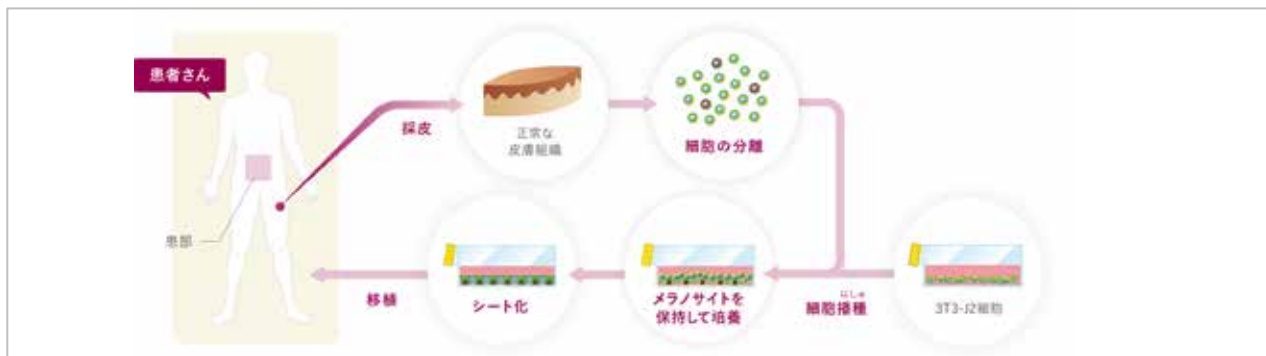 患者さん
採皮
正常な
皮膚組織
細胞の分離
患部
移植
シート化
メラノサイトを
保持して培養
はしゅ
細胞播種
3T3-J2細胞